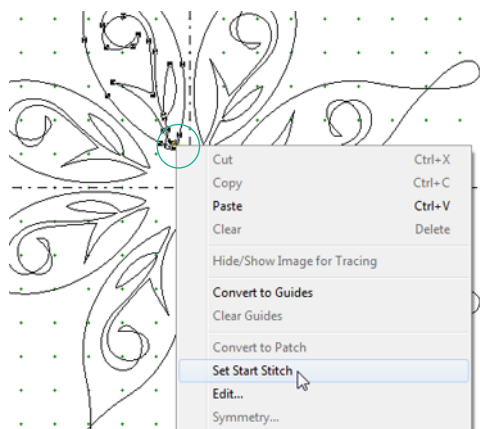 Cut Ctrl+X
Copy Ctrl+C
Paste Ctrl+V
Clear Delete
Hide/Show Image for Tracing
Convert to Guides
Clear Guides
Convert to Patch
Set Start Stitch
Edit...
Symmetry...